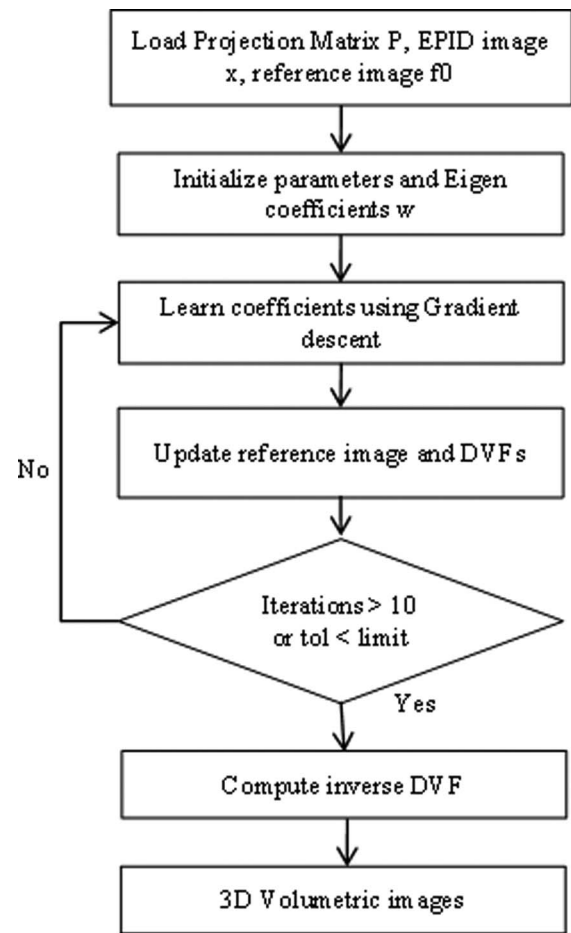 Load Projection Matrix P, EPID image
x, reference image f0
Initialize parameters and Eigen
coefficients w
Learn coefficients using Gradient
descent
Update reference image and DVFs
No
Iterations > 10
or tol < limit
Yes
Compute inverse DVF
3D Volumetric images